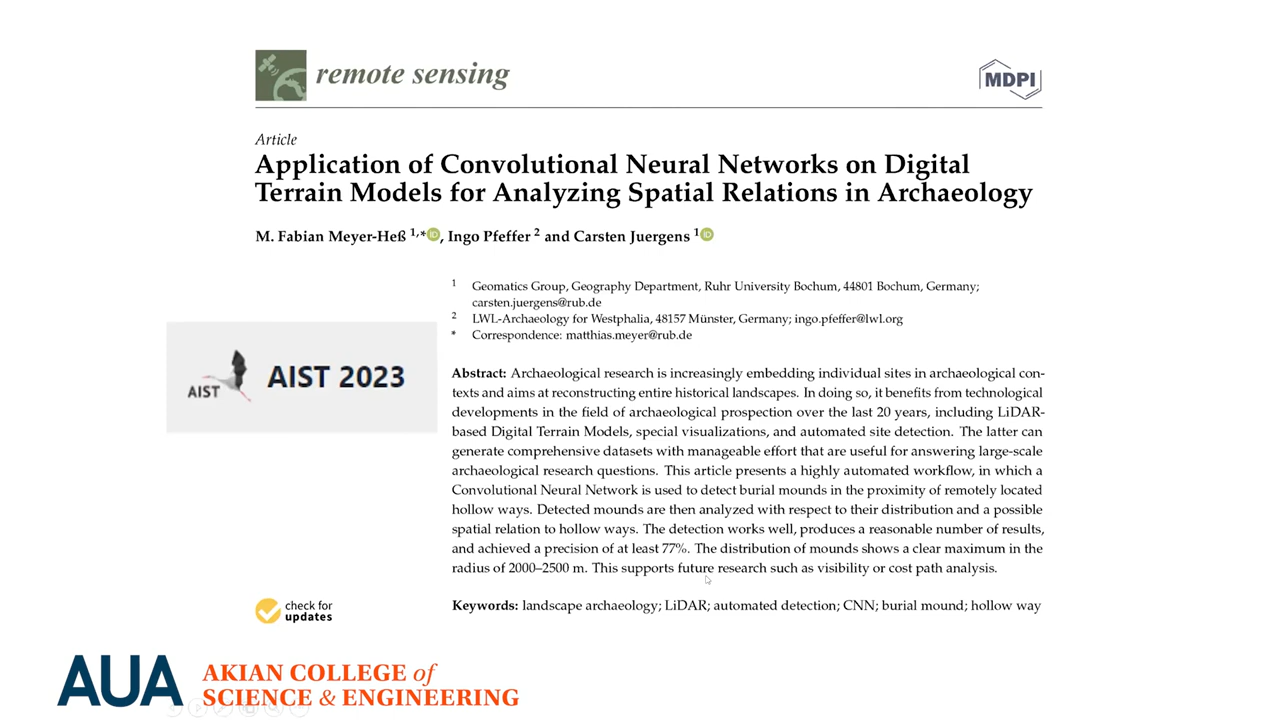 remote sensing
MDPI
Article
Application of Convolutional Neural Networks on Digital
Terrain Models for Analyzing Spatial Relations in Archaeology
M. Fabian Meyer-Heß 1,*, Ingo Pfeffer 2 and Carsten Juergens 1
1 Geomatics Group, Geography Department, Ruhr University Bochum, 44801 Bochum, Germany;
carsten.juergens@rub.de
2 LWL-Archaeology for Westphalia, 48157 Münster, Germany; ingo.pfeffer@lwl.org
* Correspondence: matthias.meyer@rub.de
AIST AIST 2023
Abstract: Archaeological research is increasingly embedding individual sites in archaeological con-
texts and aims at reconstructing entire historical landscapes. In doing so, it benefits from technological
developments in the field of archaeological prospection over the last 20 years, including LiDAR-
based Digital Terrain Models, special visualizations, and automated site detection. The latter can
generate comprehensive datasets with manageable effort that are useful for answering large-scale
archaeological research questions. This article presents a highly automated workflow, in which a
Convolutional Neural Network is used to detect burial mounds in the proximity of remotely located
hollow ways. Detected mounds are then analyzed with respect to their distribution and a possible
spatial relation to hollow ways. The detection works well, produces a reasonable number of results,
and achieved a precision of at least 77%. The distribution of mounds shows a clear maximum in the
radius of 2000–2500 m. This supports future research such as visibility or cost path analysis.
check for
updates
Keywords: landscape archaeology; LiDAR; automated detection; CNN; burial mound; hollow way
AUA AKIAN COLLEGE of
SCIENCE & ENGINEERING